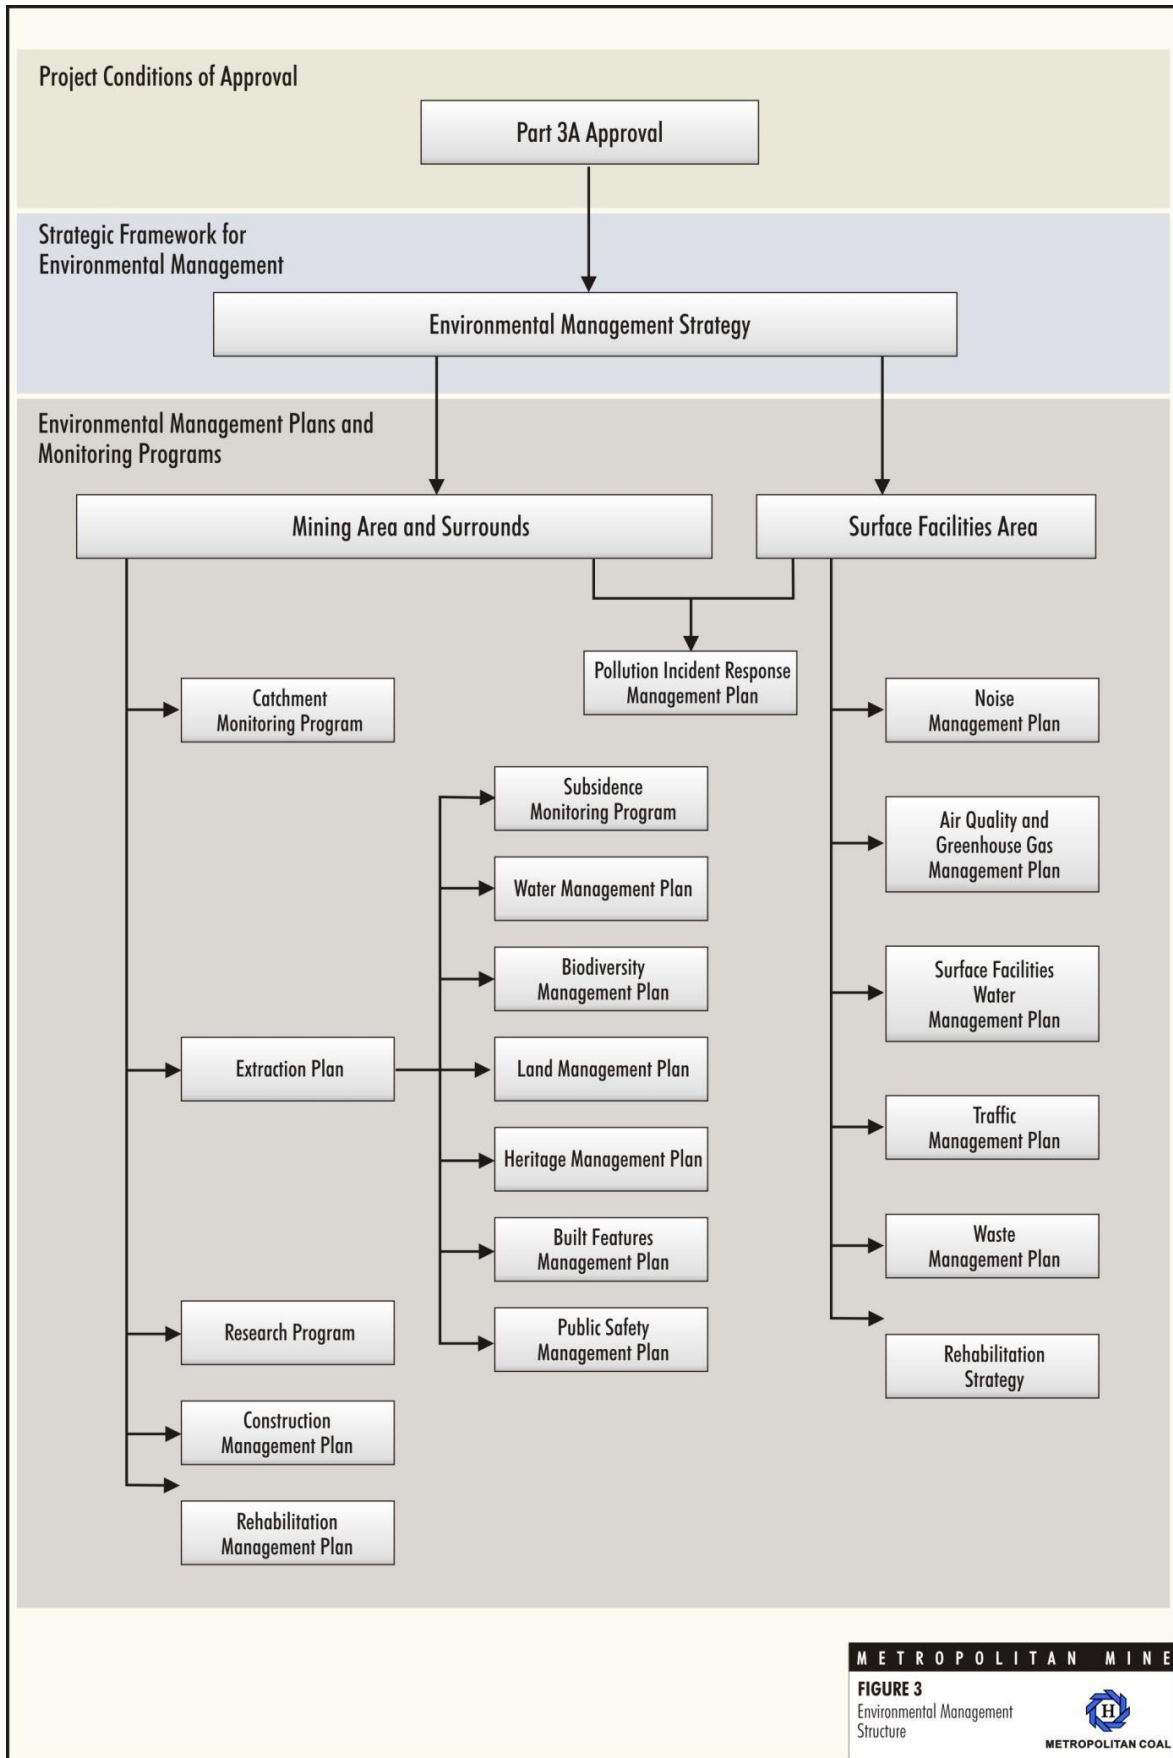 Project Conditions of Approval
Part 3A Approval
Strategic Framework for
Environmental Management
Environmental Management Strategy
Environmental Management Plans and
Monitoring Programs
Mining Area and Surrounds
Surface Facilities Area
Pollution Incident Response
Management Plan
Catchment
Monitoring Program
Extraction Plan
Research Program
Construction
Management Plan
Rehabilitation
Management Plan
Subsidence
Monitoring Program
Water Management Plan
Biodiversity
Management Plan
Land Management Plan
Heritage Management Plan
Built Features
Management Plan
Public Safety
Management Plan
Noise
Management Plan
Air Quality and
Greenhouse Gas
Management Plan
Surface Facilities
Water
Management Plan
Traffic
Management Plan
Waste
Management Plan
Rehabilitation
Strategy
METROPOLITAN MINE
FIGURE 3
Environmental Management
Structure
H
METROPOLITAN COAL